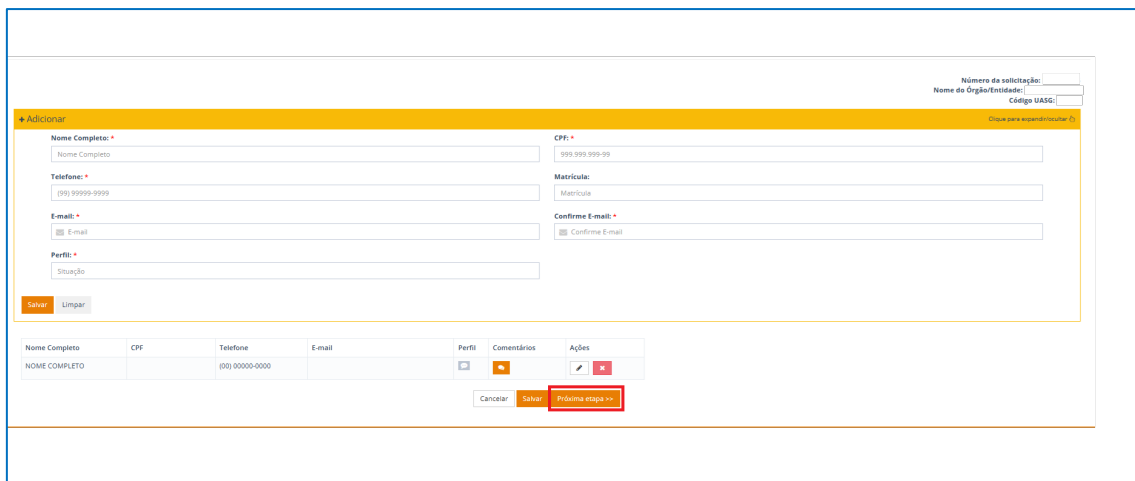 Número da solicitação:
Nome do Órgão/Entidade:
Código UASG:
+ Adicionar Clique para expandir/ocultar
Nome Completo: * CPF: *
Nome Completo 999.999.999-99
Telefone: * Matrícula:
(99) 99999-9999 Matrícula
E-mail: * Confirme E-mail: *
E-mail Confirme E-mail
Perfil: *
Situação
Salvar Limpar
Nome Completo CPF Telefone E-mail Perfil Comentários Ações
NOME COMPLETO (00) 00000-0000
Cancelar Salvar Próxima etapa >>